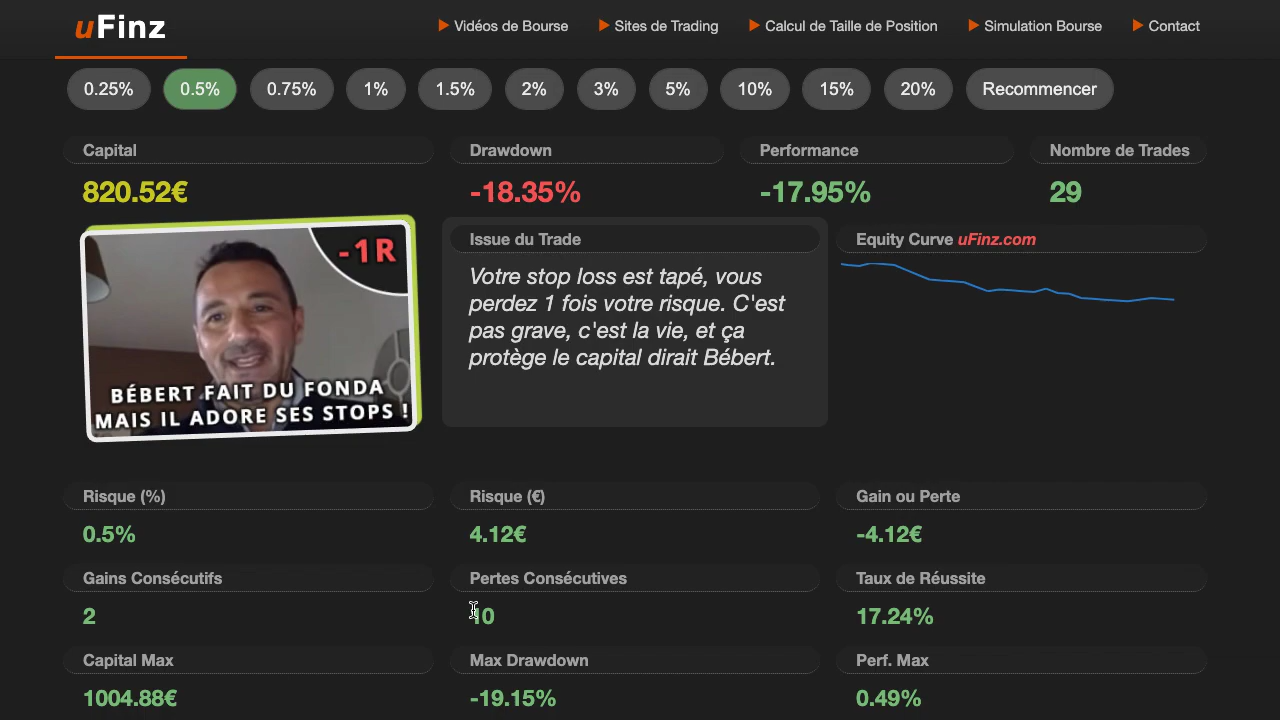 uFinz
Vidéos de Bourse
Sites de Trading
Calcul de Taille de Position
Simulation Bourse
Contact
0.25%
0.5%
0.75%
1%
1.5%
2%
3%
5%
10%
15%
20%
Recommencer
Capital
Drawdown
Performance
Nombre de Trades
820.52€
-18.35%
-17.95%
29
-1R
BÉBERT FAIT DU FONDA
MAIS IL ADORE SES STOPS !
Issue du Trade
Votre stop loss est tapé, vous
perdez 1 fois votre risque. C'est
pas grave, c'est la vie, et ça
protège le capital dirait Bébert.
Equity Curve uFinz.com
Risque (%)
Risque (€)
Gain ou Perte
0.5%
4.12€
-4.12€
Gains Consécutifs
Pertes Consécutives
Taux de Réussite
2
10
17.24%
Capital Max
Max Drawdown
Perf. Max
1004.88€
-19.15%
0.49%